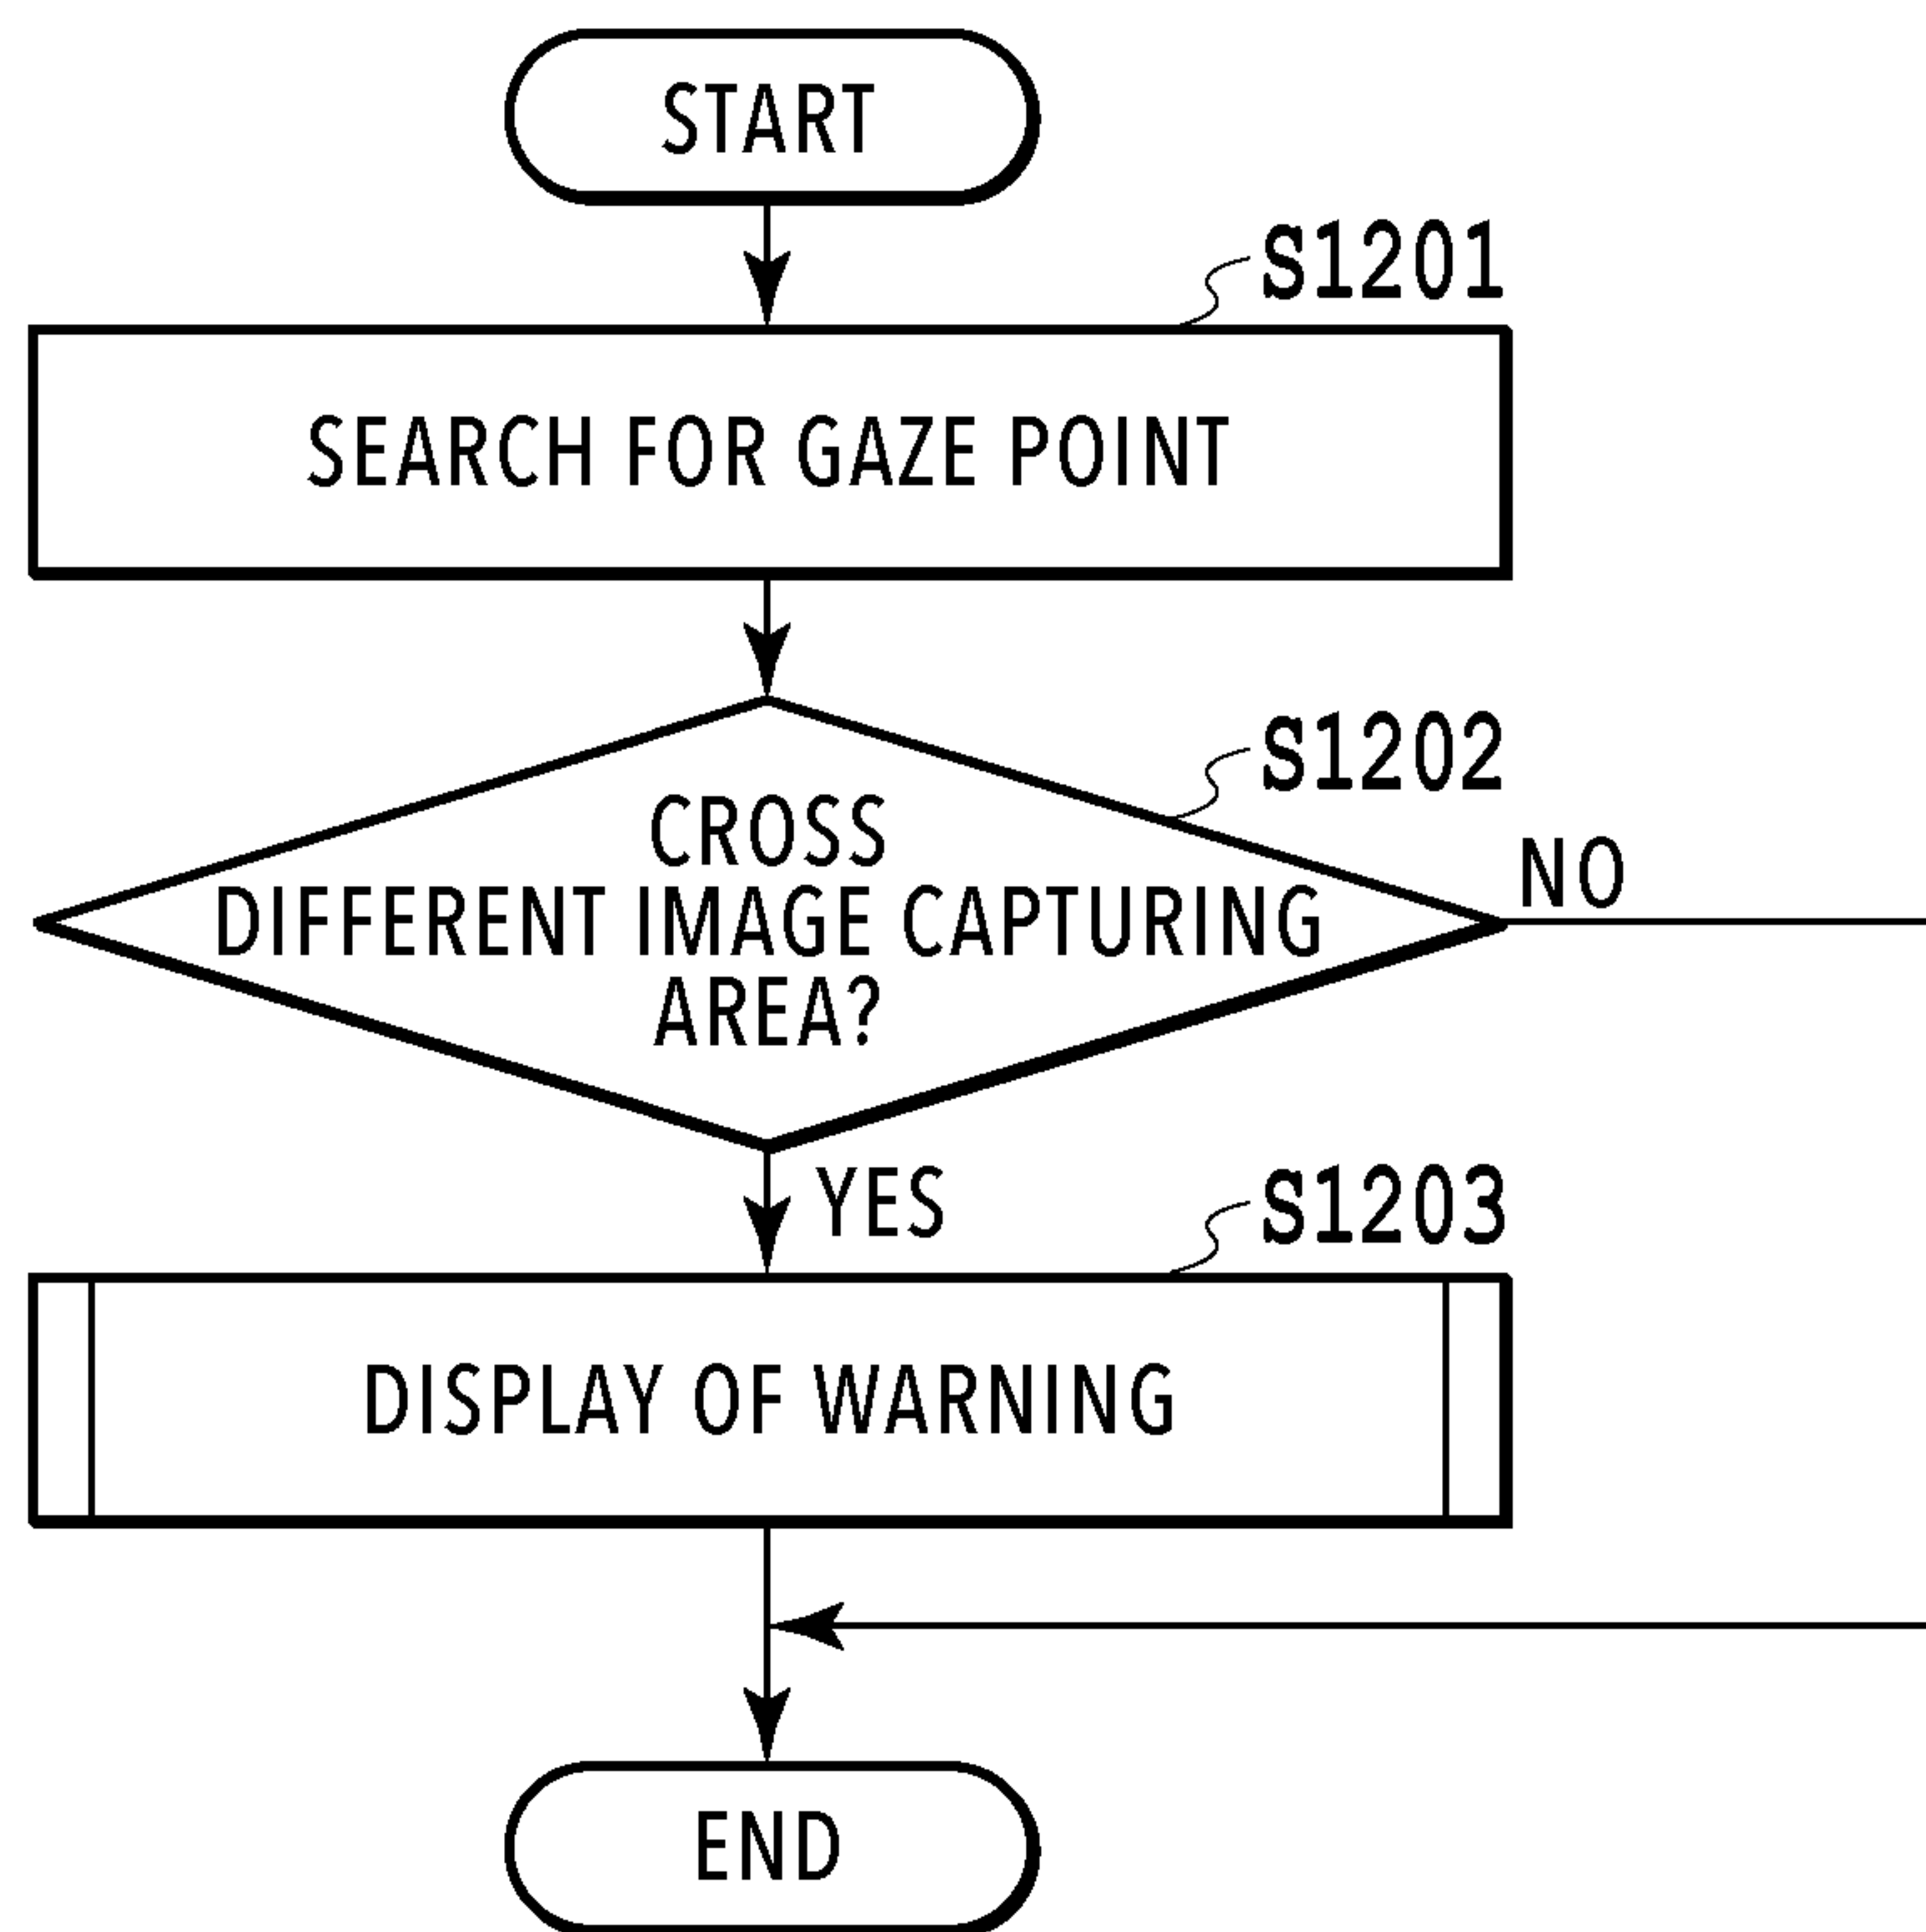 START
S1201
SEARCH FOR GAZE POINT
S1202
CROSS
DIFFERENT IMAGE CAPTURING
AREA?
NO
YES
S1203
DISPLAY OF WARNING
END